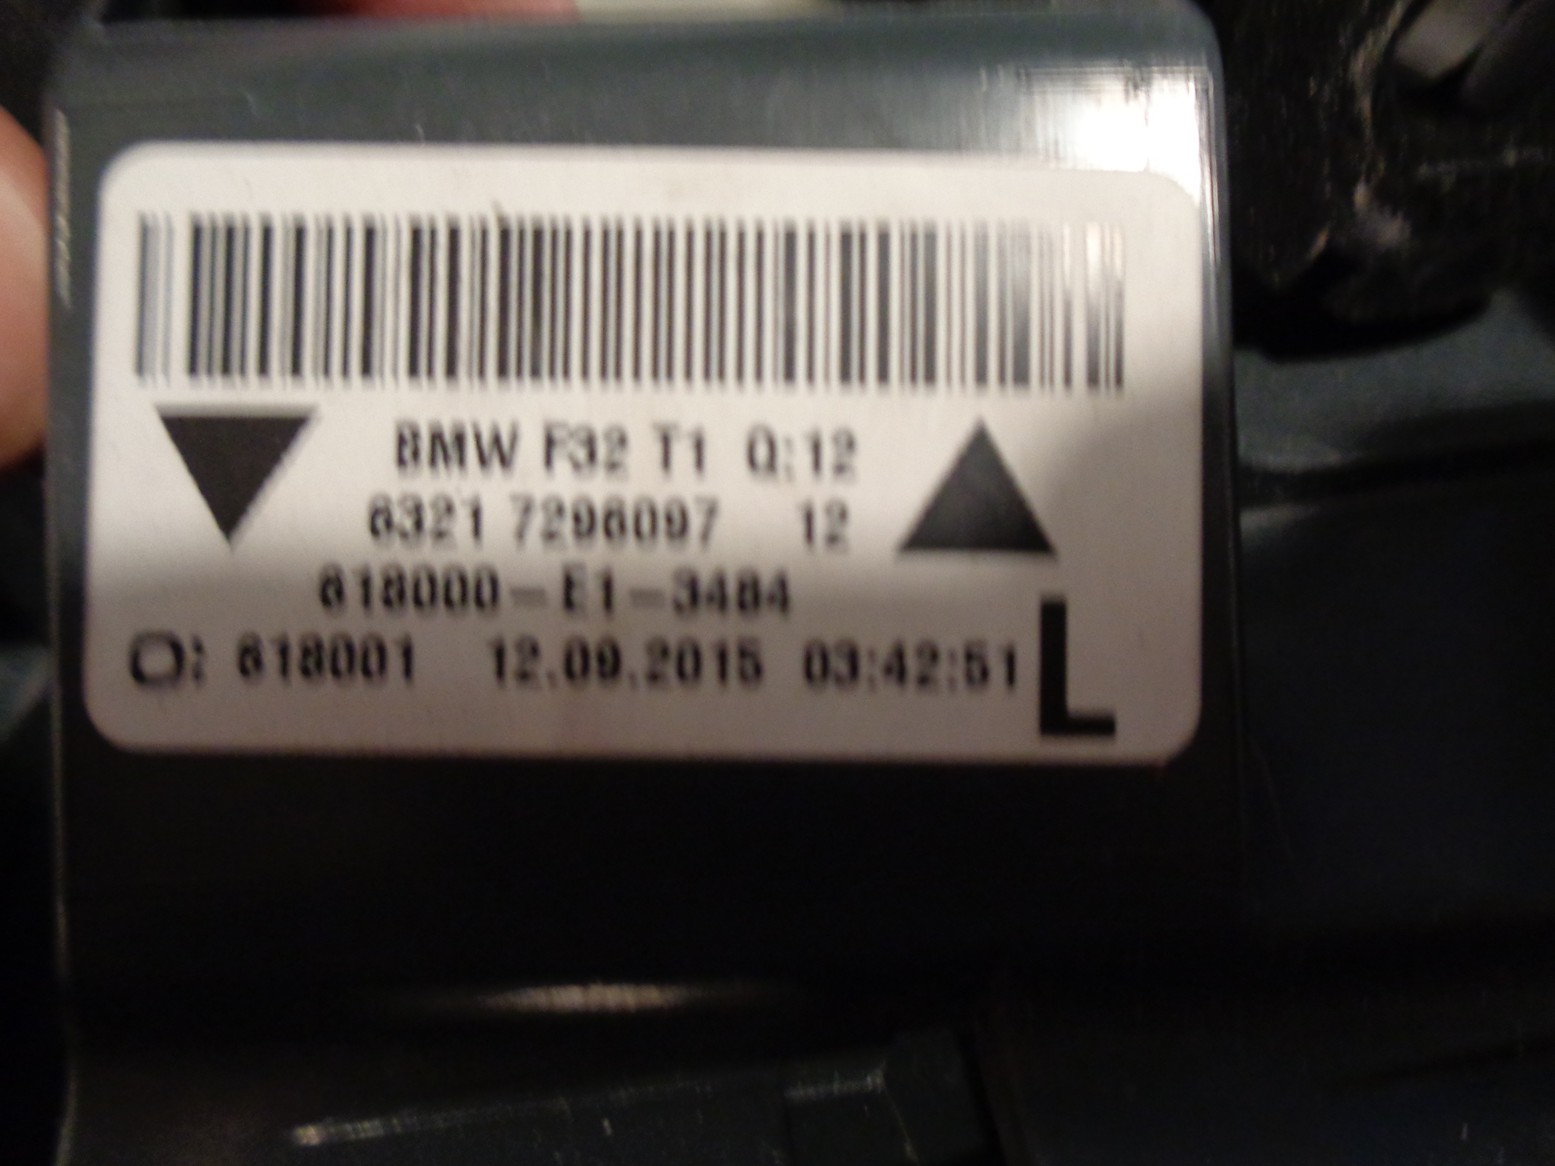 BMW F32 T1 Q:12
6321 7296097 12
618000-E1-3484
O: 618001 12.09.2015 03:42:51
L